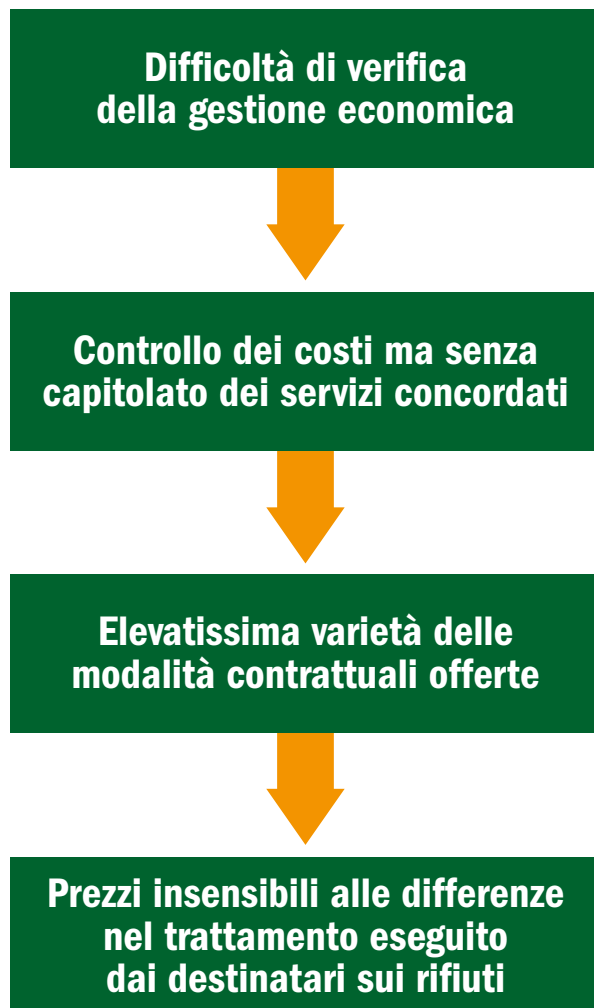 Difficoltà di verifica
della gestione economica
Controllo dei costi ma senza
capitolato dei servizi concordati
Elevatissima varietà delle
modalità contrattuali offerte
Prezzi insensibili alle differenze
nel trattamento eseguito
dai destinatari sui rifiuti